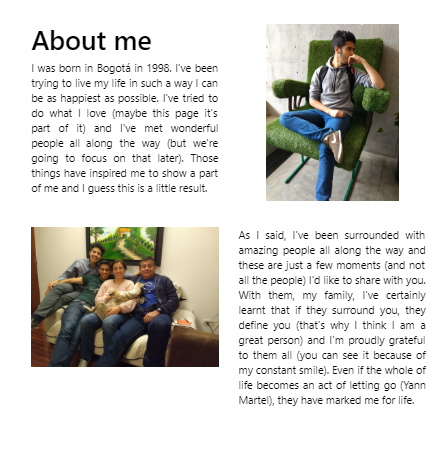 About me
I was born in Bogotá in 1998. I've been
trying to live my life in such a way I can
be as happiest as possible. I've tried to
do what I love (maybe this page it's
part of it) and I've met wonderful
people all along the way (but we're
going to focus on that later). Those
things have inspired me to show a part
of me and I guess this is a little result.
As I said, I've been surrounded with
amazing people all along the way and
these are just a few moments (and not
all the people) I'd like to share with you.
With them, my family, I've certainly
learnt that if they surround you, they
define you (that's why I think I am a
great person) and I'm proudly grateful
to them all (you can see it because of
my constant smile). Even if the whole of
life becomes an act of letting go (Yann
Martel), they have marked me for life.